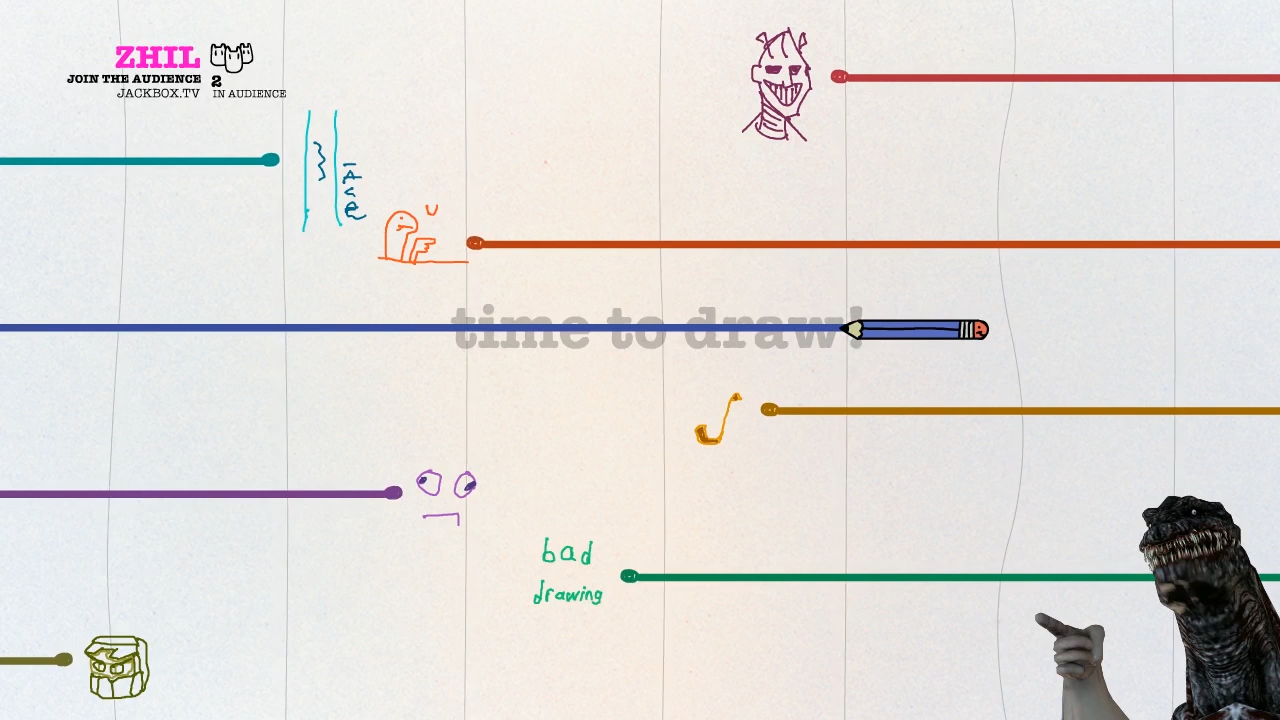 ZHIL
JOIN THE AUDIENCE
JACKBOX.TV
2
IN AUDIENCE
time to draw!
bad
drawing